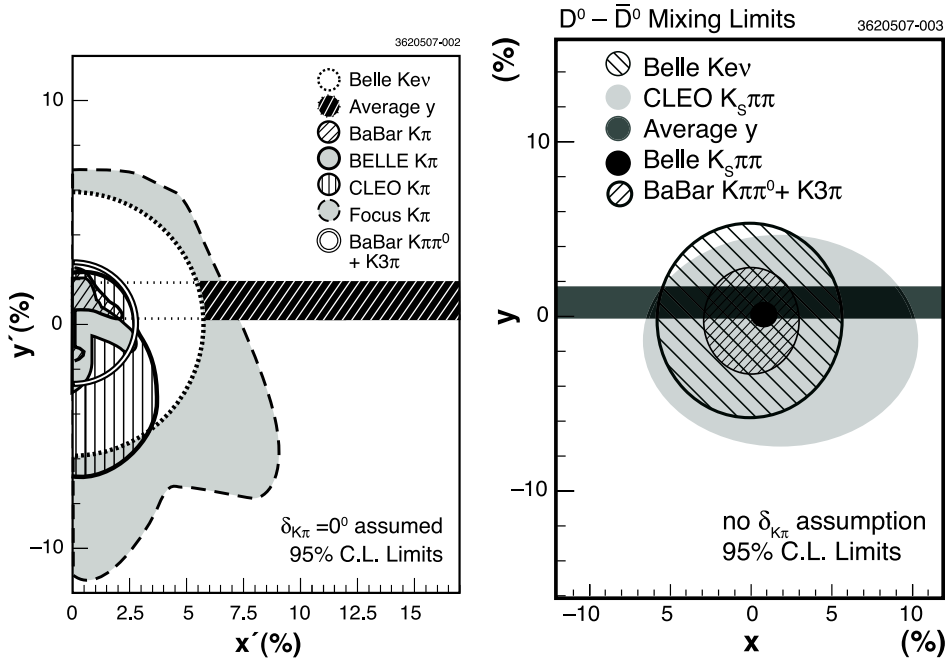 3620507-002
10
0
−10
y´(%)
Belle Keν
Average y
BaBar Kπ
BELLE Kπ
CLEO Kπ
Focus Kπ
BaBar Kππ⁰
+ K3π
δKπ =0⁰ assumed
95% C.L. Limits
0 2.5 5 7.5 10 12.5 15
x´(%)
D⁰ – D̅⁰ Mixing Limits
3620507-003
(%)
10
0
−10
y
Belle Keν
CLEO KSππ
Average y
Belle KSππ
BaBar Kππ⁰+ K3π
no δKπ assumption
95% C.L. Limits
−10 −5 0 5 10
x (%)